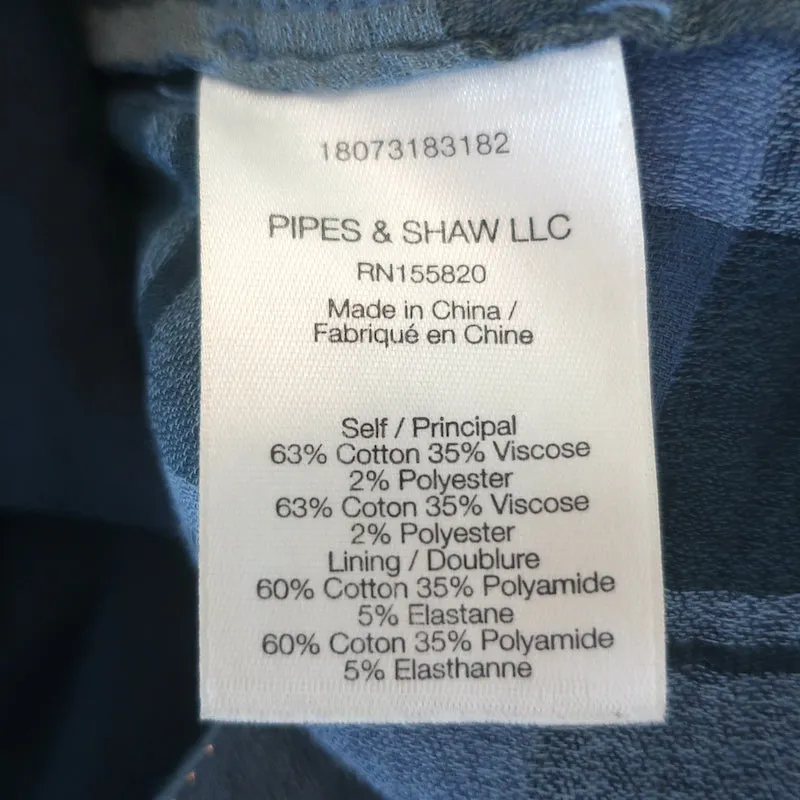 18073183182
PIPES & SHAW LLC
RN155820
Made in China /
Fabriqué en Chine
Self / Principal
63% Cotton 35% Viscose
2% Polyester
63% Coton 35% Viscose
2% Polyester
Lining / Doublure
60% Cotton 35% Polyamide
5% Elastane
60% Coton 35% Polyamide
5% Elasthanne